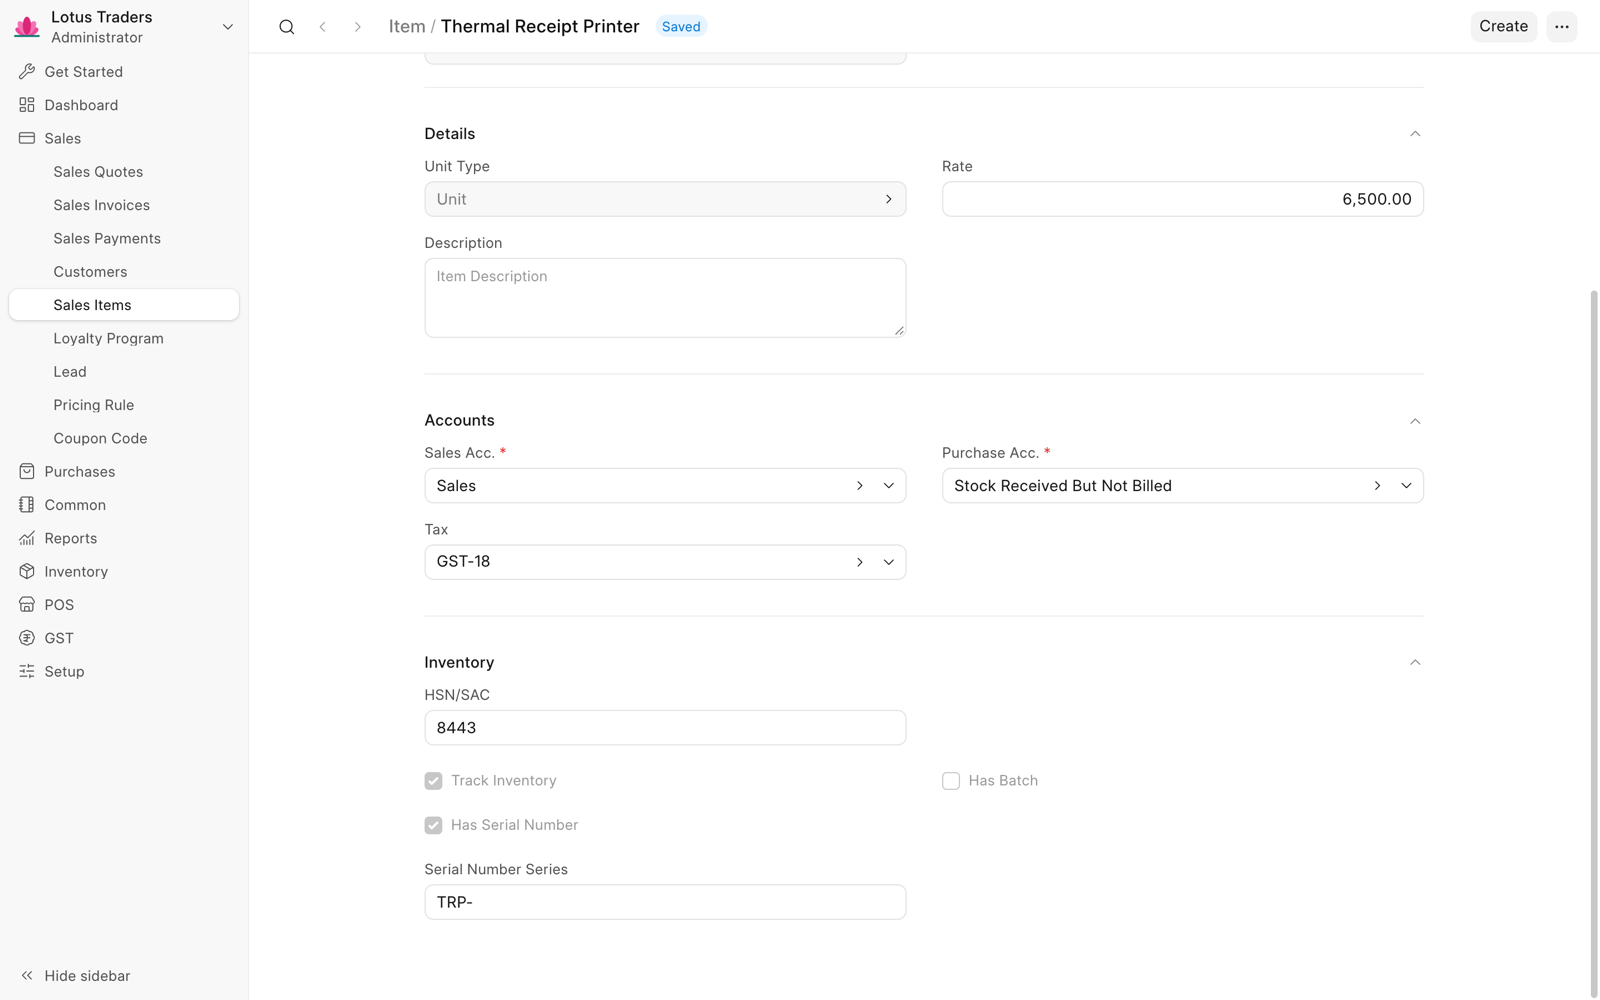 Lotus Traders
Administrator
Get Started
Dashboard
Sales
Sales Quotes
Sales Invoices
Sales Payments
Customers
Sales Items
Loyalty Program
Lead
Pricing Rule
Coupon Code
Purchases
Common
Reports
Inventory
POS
GST
Setup
Hide sidebar
Item / Thermal Receipt Printer Saved
Create
Details
Unit Type
Unit
Rate
6,500.00
Description
Item Description
Accounts
Sales Acc. *
Sales
Purchase Acc. *
Stock Received But Not Billed
Tax
GST-18
Inventory
HSN/SAC
8443
Track Inventory
Has Batch
Has Serial Number
Serial Number Series
TRP-